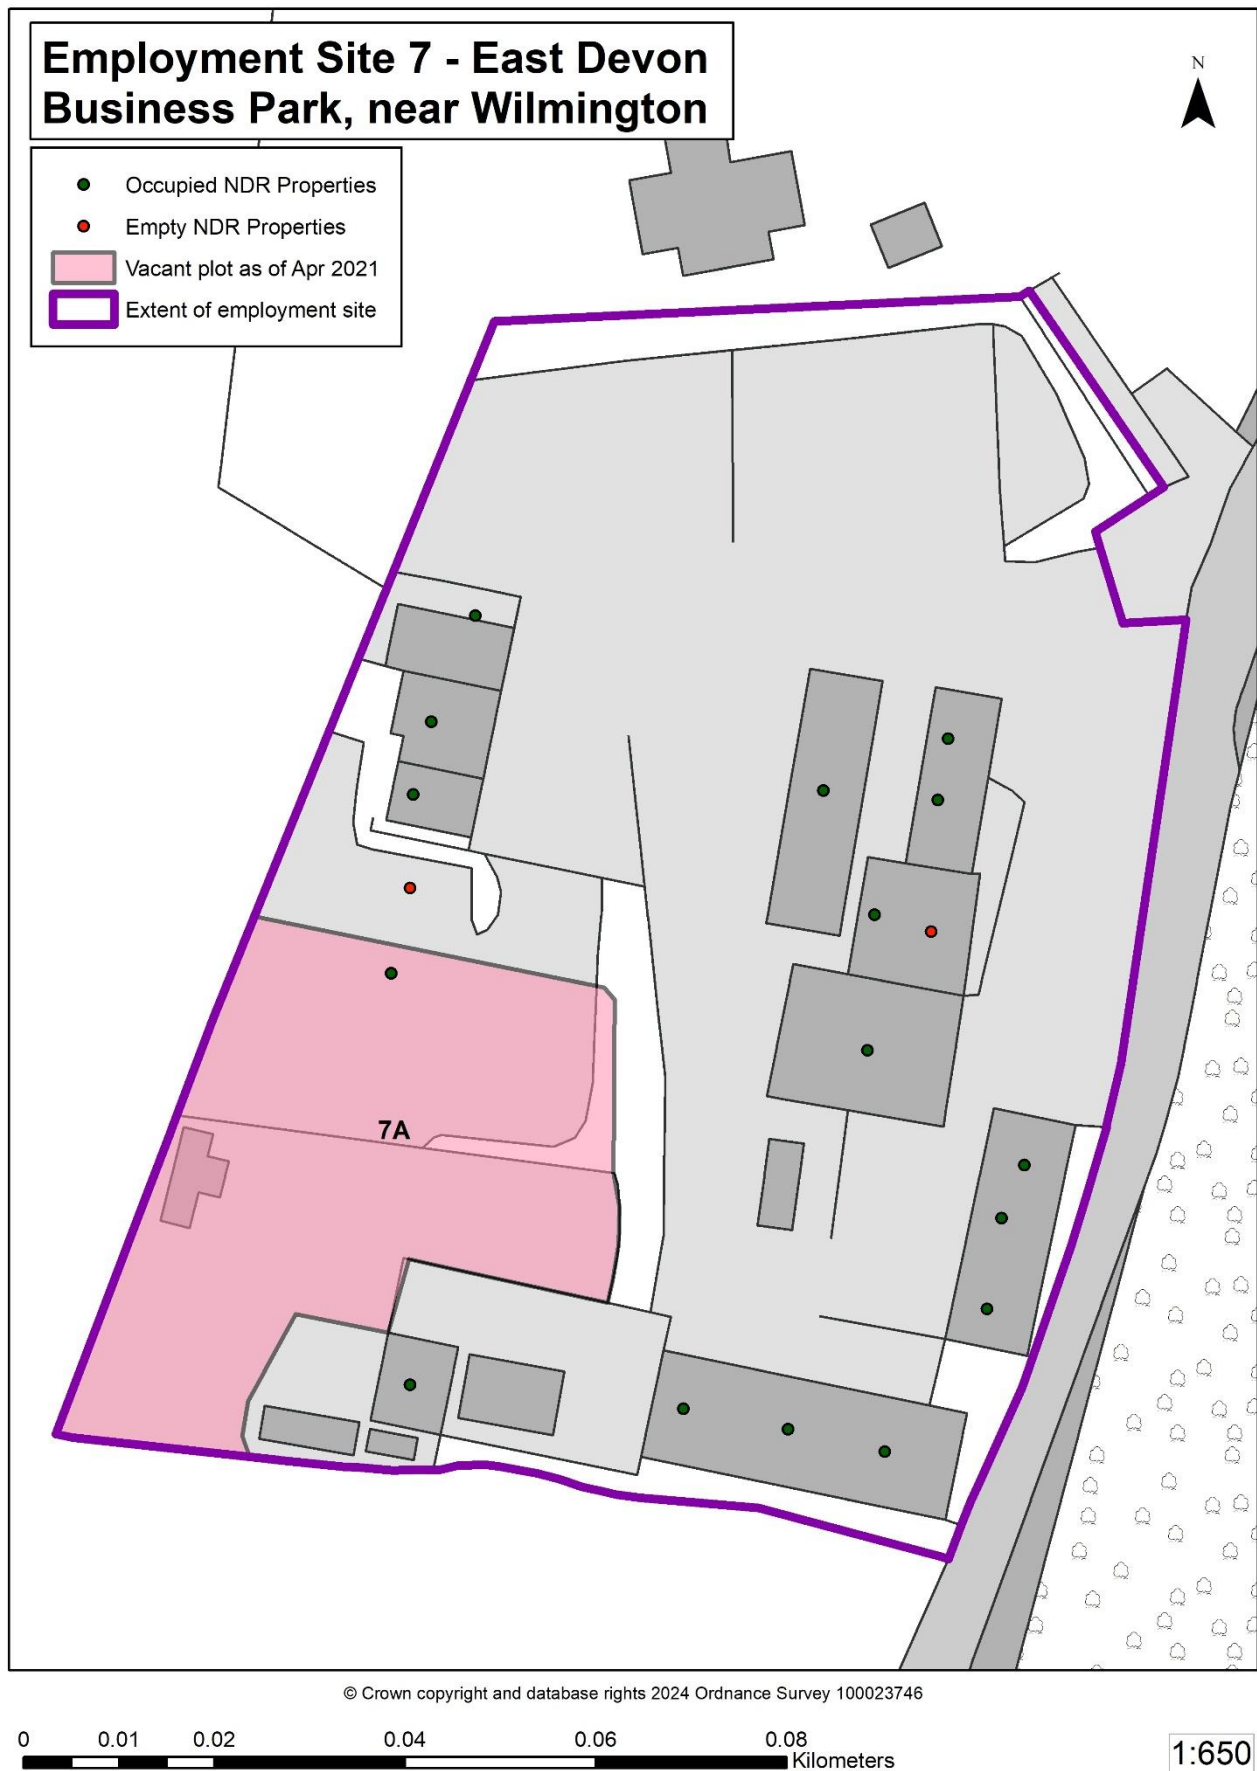 Employment Site 7 - East Devon
Business Park, near Wilmington
N
Occupied NDR Properties
Empty NDR Properties
Vacant plot as of Apr 2021
Extent of employment site
7A
© Crown copyright and database rights 2024 Ordnance Survey 100023746
0 0.01 0.02 0.04 0.06 0.08
Kilometers
1:650